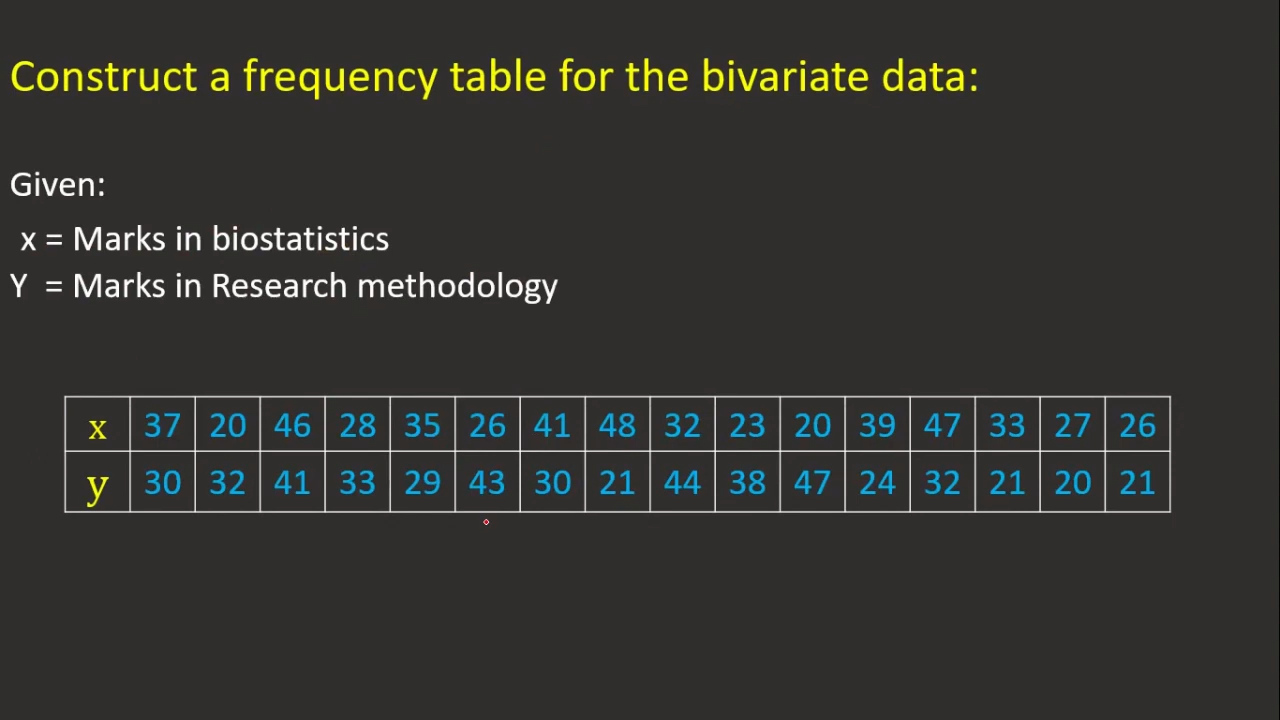 Construct a frequency table for the bivariate data:
Given:
x = Marks in biostatistics
Y = Marks in Research methodology
x 37 20 46 28 35 26 41 48 32 23 20 39 47 33 27 26
y 30 32 41 33 29 43 30 21 44 38 47 24 32 21 20 21